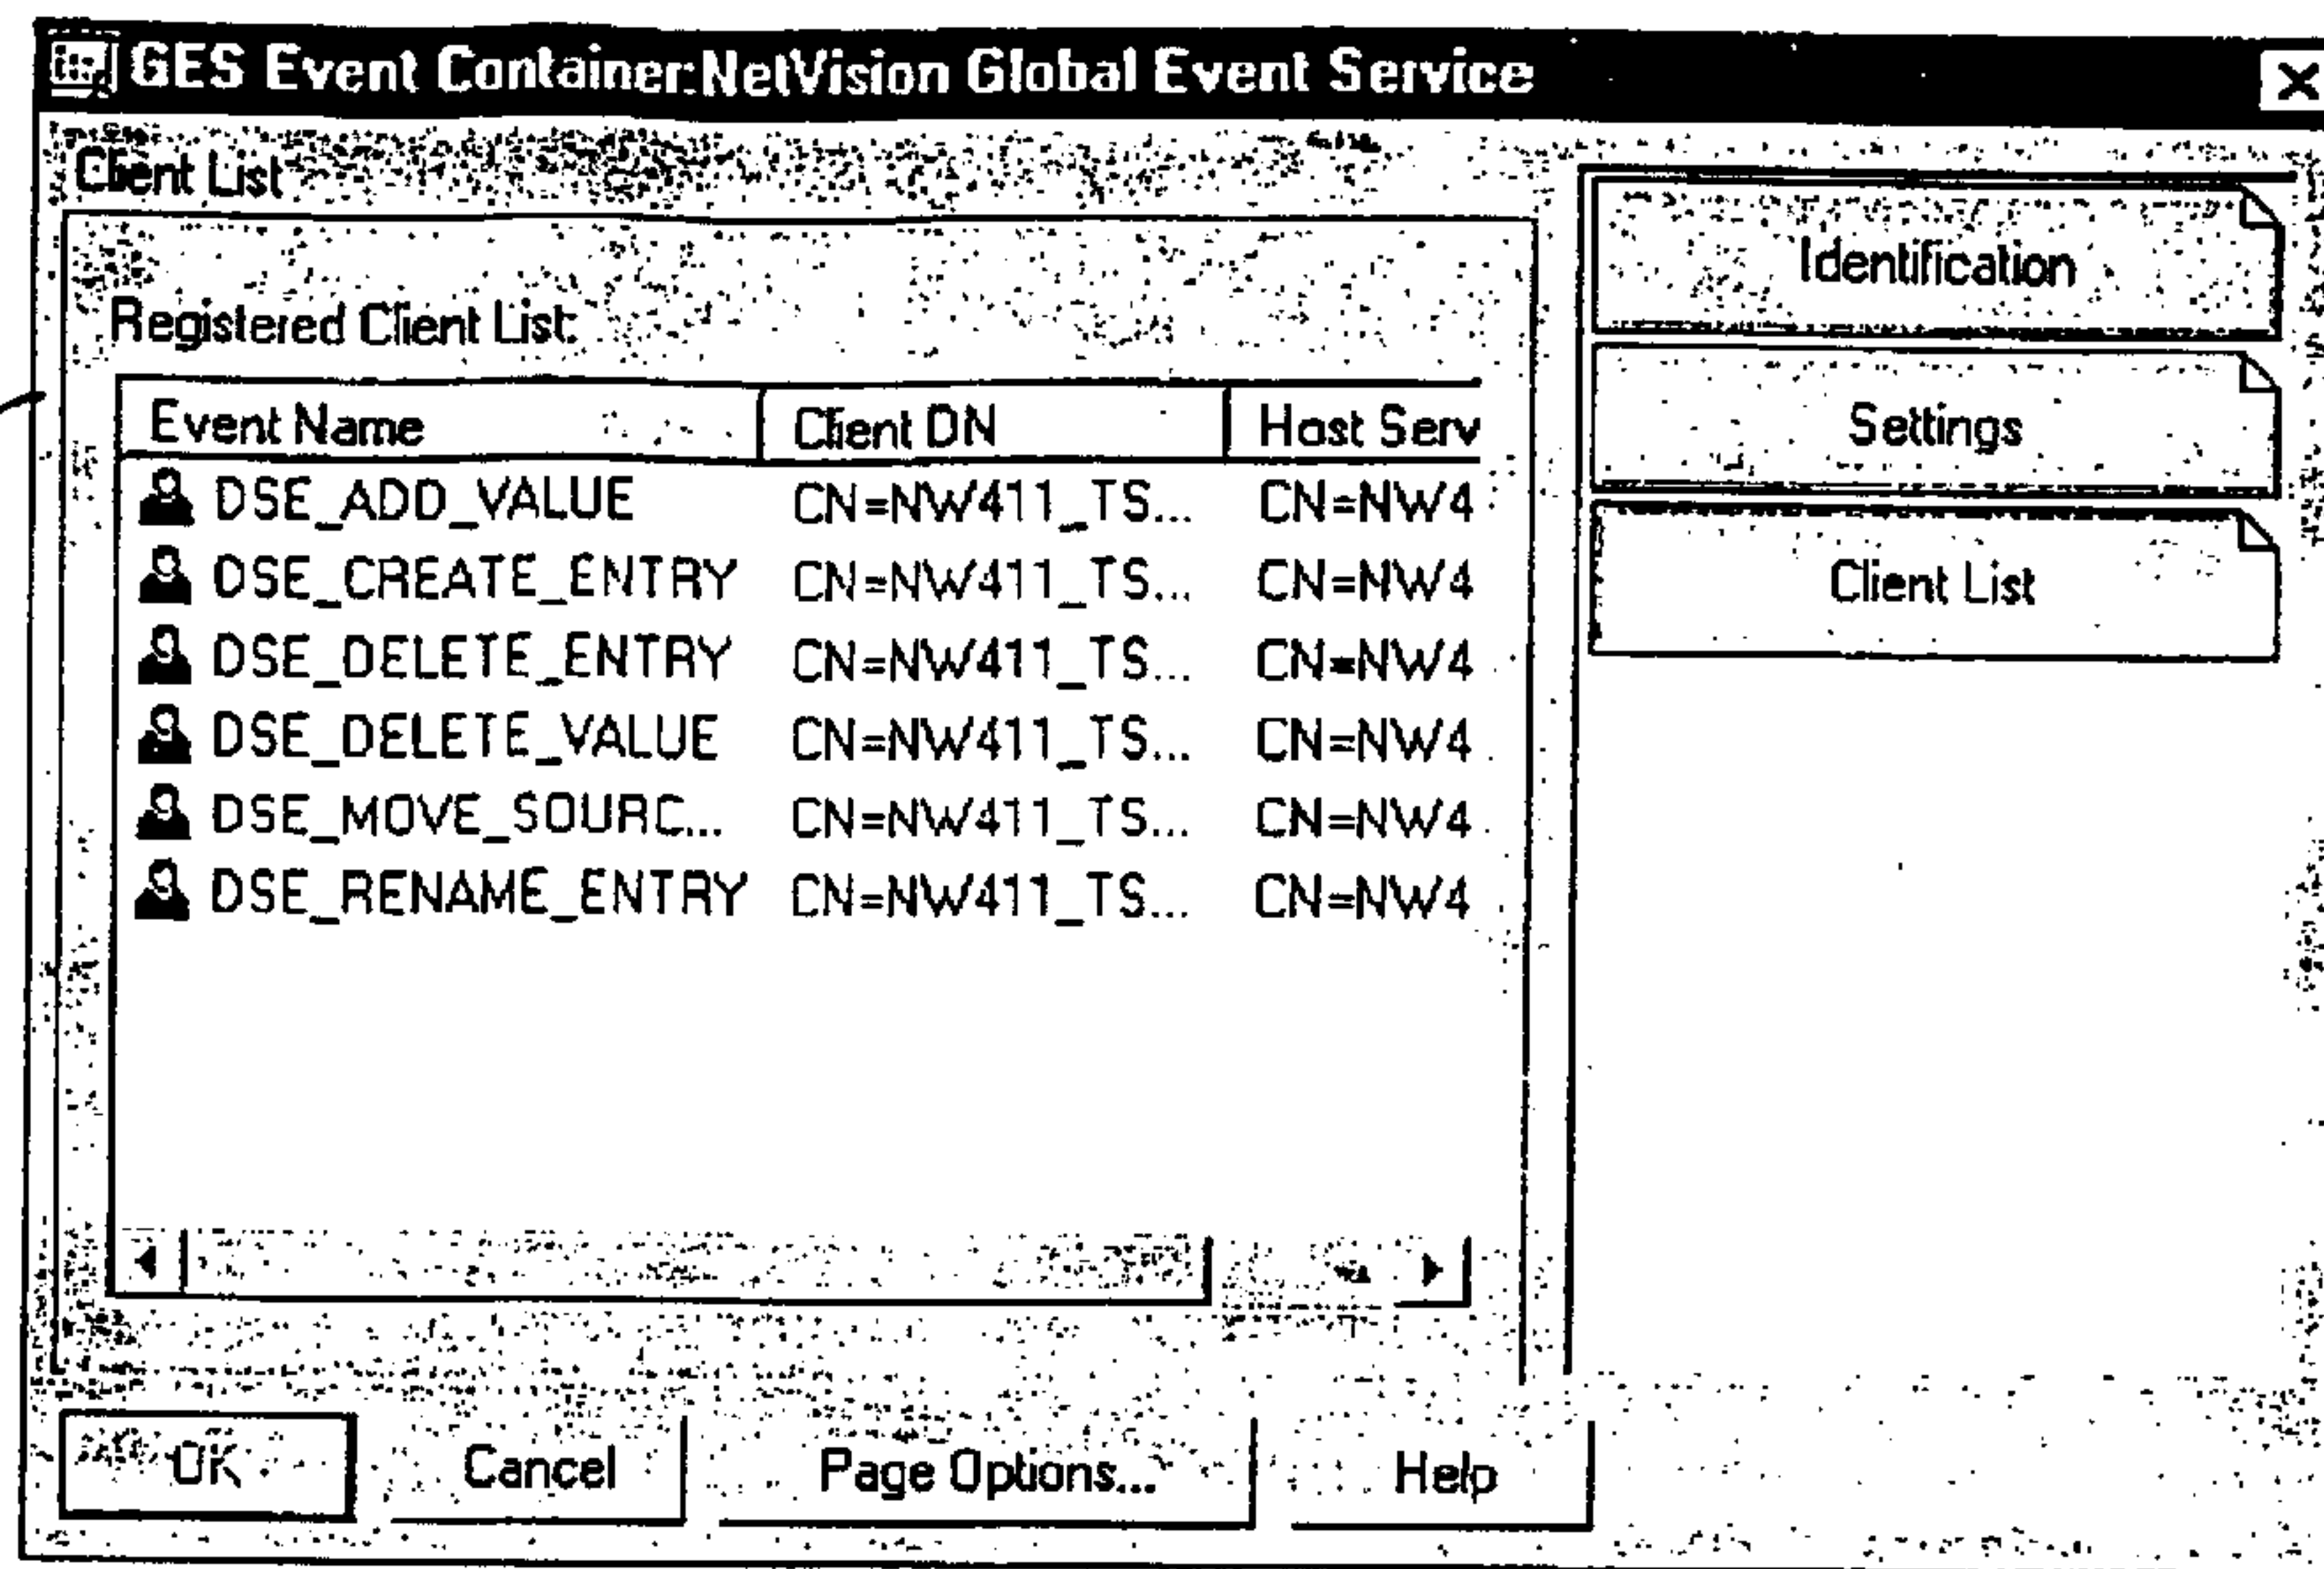 GES Event Container:NetVision Global Event Service
Client List
Registered Client List:
Event Name Client DN Host Serv
DSE_ADD_VALUE CN=NW411_TS... CN=NW4
DSE_CREATE_ENTRY CN=NW411_TS... CN=NW4
DSE_DELETE_ENTRY CN=NW411_TS... CN=NW4
DSE_DELETE_VALUE CN=NW411_TS... CN=NW4
DSE_MOVE_SOURC... CN=NW411_TS... CN=NW4
DSE_RENAME_ENTRY CN=NW411_TS... CN=NW4
Identification
Settings
Client List
OK Cancel Page Options... Help